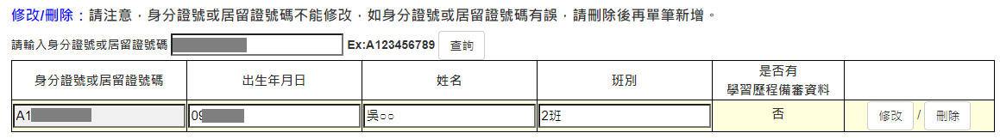 修改/刪除：請注意，身分證號或居留證號碼不能修改，如身分證號或居留證號碼有誤，請刪除後再單筆新增。
請輸入身分證號或居留證號碼 Ex:A123456789 查詢
身分證號或居留證號碼 出生年月日 姓名 班別 是否有
學習歷程備審資料
A1 09 吳○○ 2班 否 修改 / 刪除